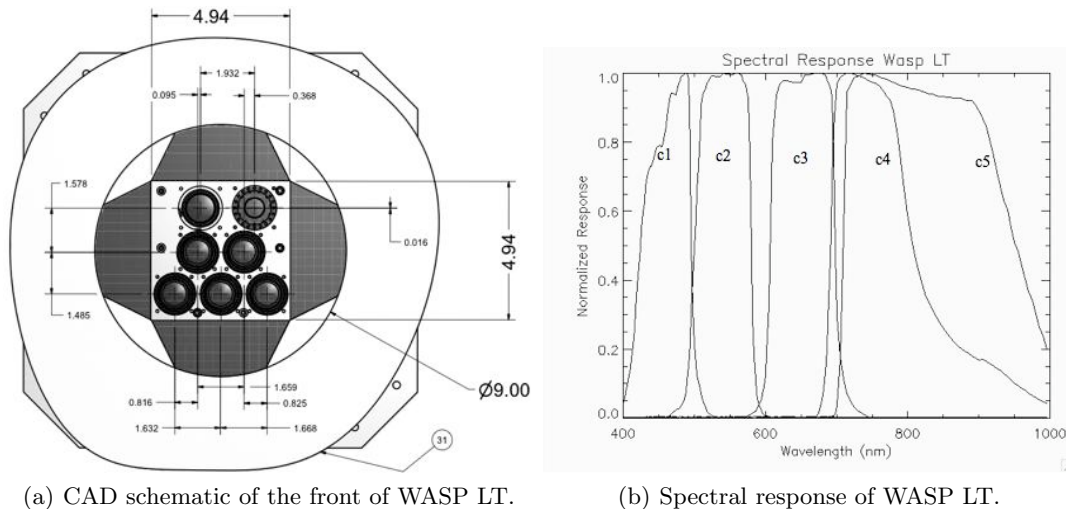 4.94
1.932
0.095
0.368
1.578
0.016
4.94
1.485
Ø9.00
1.659
0.816
0.825
1.632
1.668
31
(a) CAD schematic of the front of WASP LT.
Spectral Response Wasp LT
1.0
0.8
0.6
0.4
0.2
0.0
Normalized Response
c1
c2
c3
c4
c5
400
600
800
1000
Wavelength (nm)
(b) Spectral response of WASP LT.